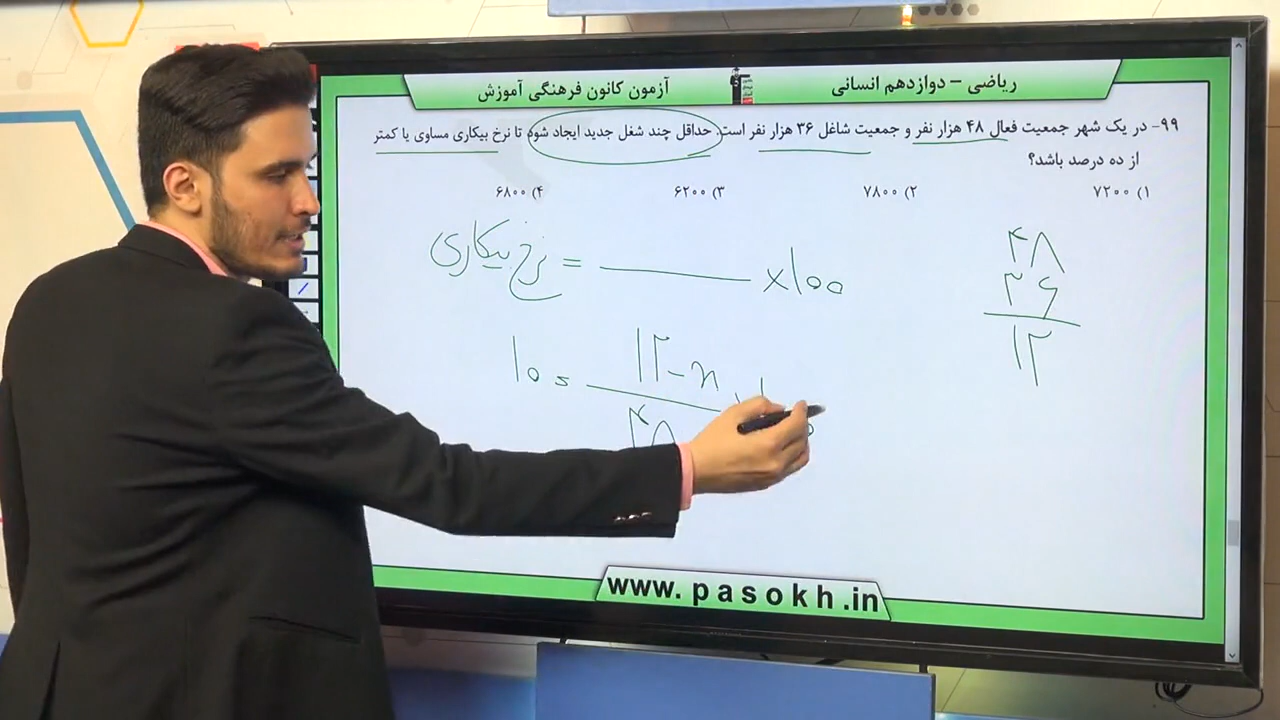 ریاضی – دوازدهم انسانی
آزمون کانون فرهنگی آموزش
۹۹- در یک شهر جمعیت فعال ۴۸ هزار نفر و جمعیت شاغل ۳۶ هزار نفر است. حداقل چند شغل جدید ایجاد شود تا نرخ بیکاری مساوی یا کمتر
از ده درصد باشد؟
۱) ۷۲۰۰
۲) ۷۸۰۰
۳) ۶۲۰۰
۴) ۶۸۰۰
نرخ بیکاری = ——— ×۱۰۰
۴۸
۳۶
۱۲
۱۰ = ۱۲-n
۴۸
www.pasokh.in